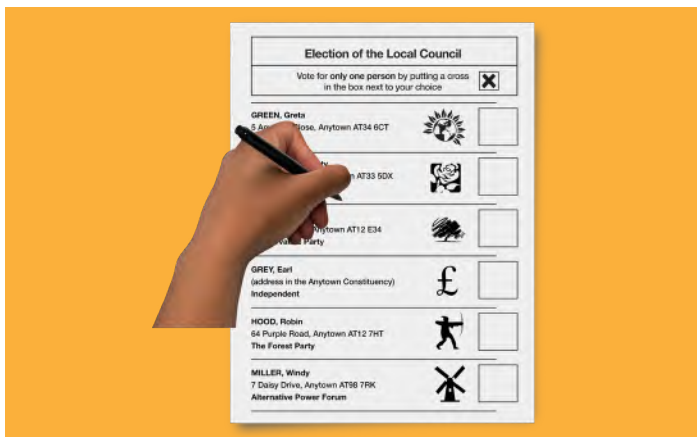 Election of the Local Council
Vote for only one person by putting a cross
in the box next to your choice
GREEN, Greta
5 Close, Anytown AT34 6CT
AT33 5DX
AT12 E34
Party
GREY, Earl
(address in the Anytown Constituency)
Independent
£
HOOD, Robin
64 Purple Road, Anytown AT12 7HT
The Forest Party
MILLER, Windy
7 Daisy Drive, Anytown AT98 7RK
Alternative Power Forum